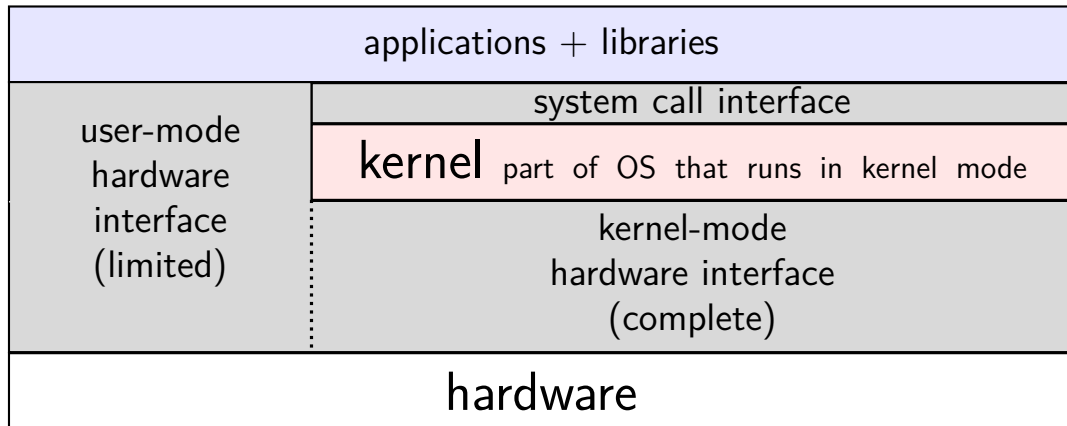 applications + libraries
system call interface
user-mode
hardware
interface
(limited)
kernel part of OS that runs in kernel mode
kernel-mode
hardware interface
(complete)
hardware